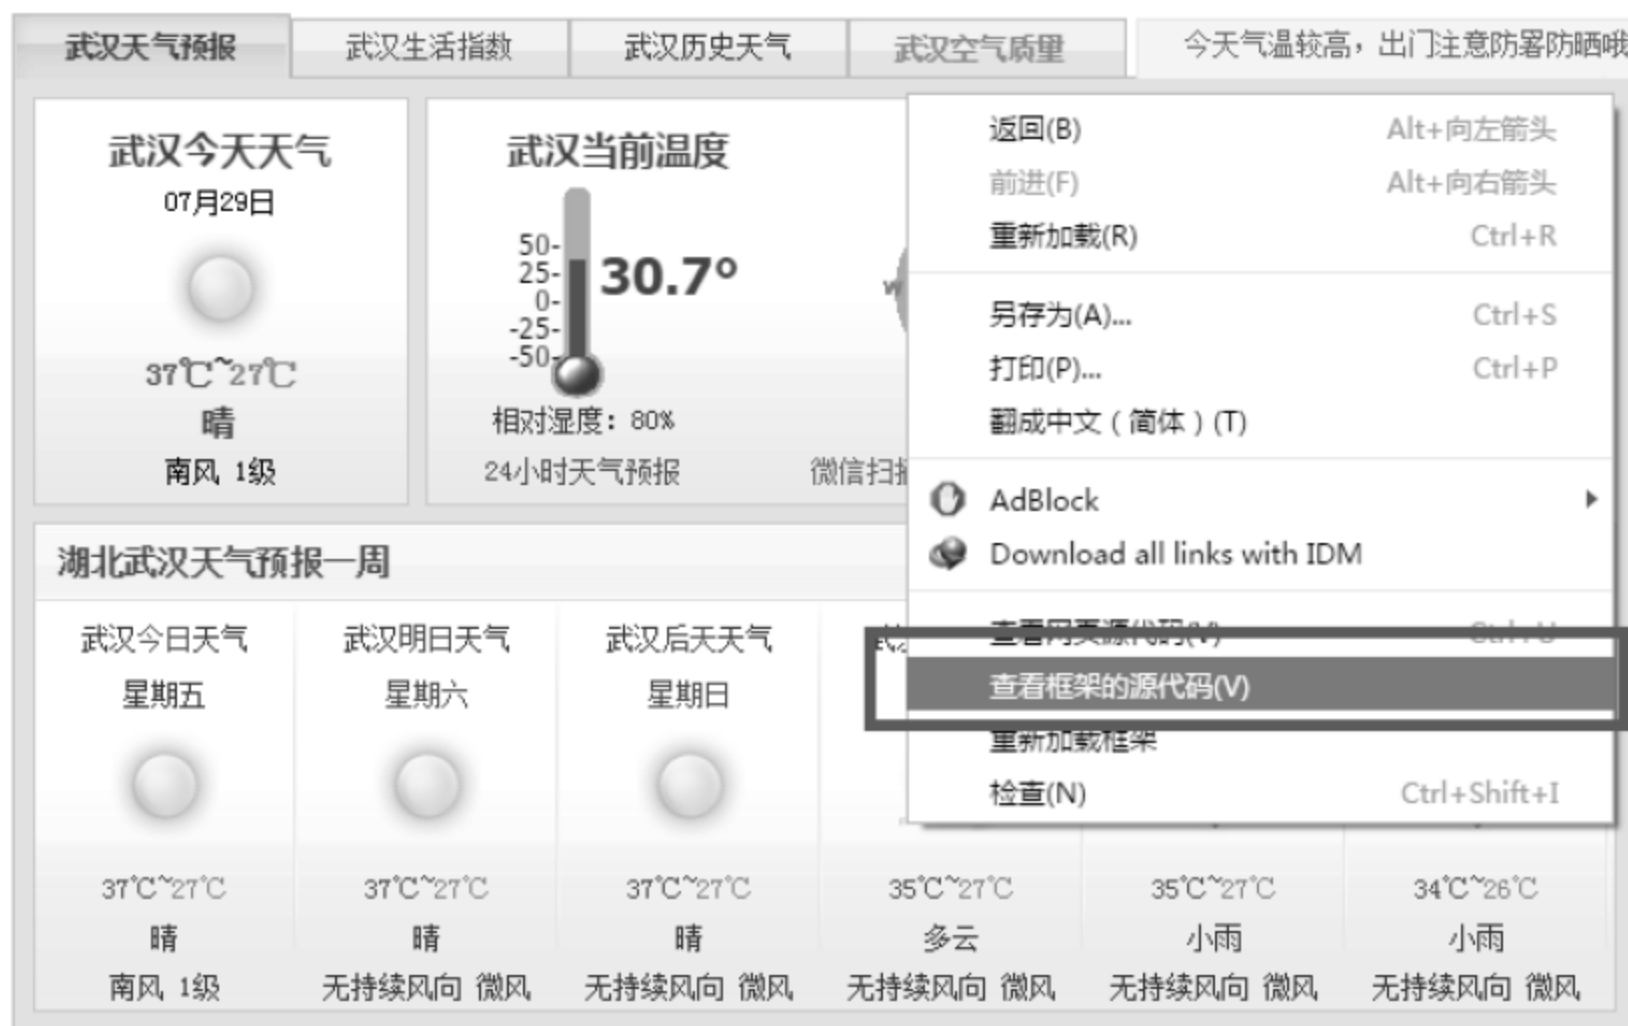 武汉天气预报 武汉生活指数 武汉历史天气 武汉空气质量 今天气温较高，出门注意防署防晒哦
武汉今天天气
07月29日
37℃~27℃
晴
南风 1级
武汉当前温度
50-
25-
0-
-25-
-50-
30.7°
相对湿度：80%
24小时天气预报
微信扫
W
返回(B) Alt+向左箭头
前进(F) Alt+向右箭头
重新加载(R) Ctrl+R
另存为(A)... Ctrl+S
打印(P)... Ctrl+P
翻成中文（简体）(T)
AdBlock
Download all links with IDM
查看网页源代码(V) Ctrl+U
查看框架的源代码(V)
重新加载框架
检查(N) Ctrl+Shift+I
湖北武汉天气预报一周
武汉今日天气 武汉明日天气 武汉后天天气
星期五 星期六 星期日
37℃~27℃ 37℃~27℃ 37℃~27℃ 35℃~27℃ 35℃~27℃ 34℃~26℃
晴 晴 晴 多云 小雨 小雨
南风 1级 无持续风向 微风 无持续风向 微风 无持续风向 微风 无持续风向 微风 无持续风向 微风